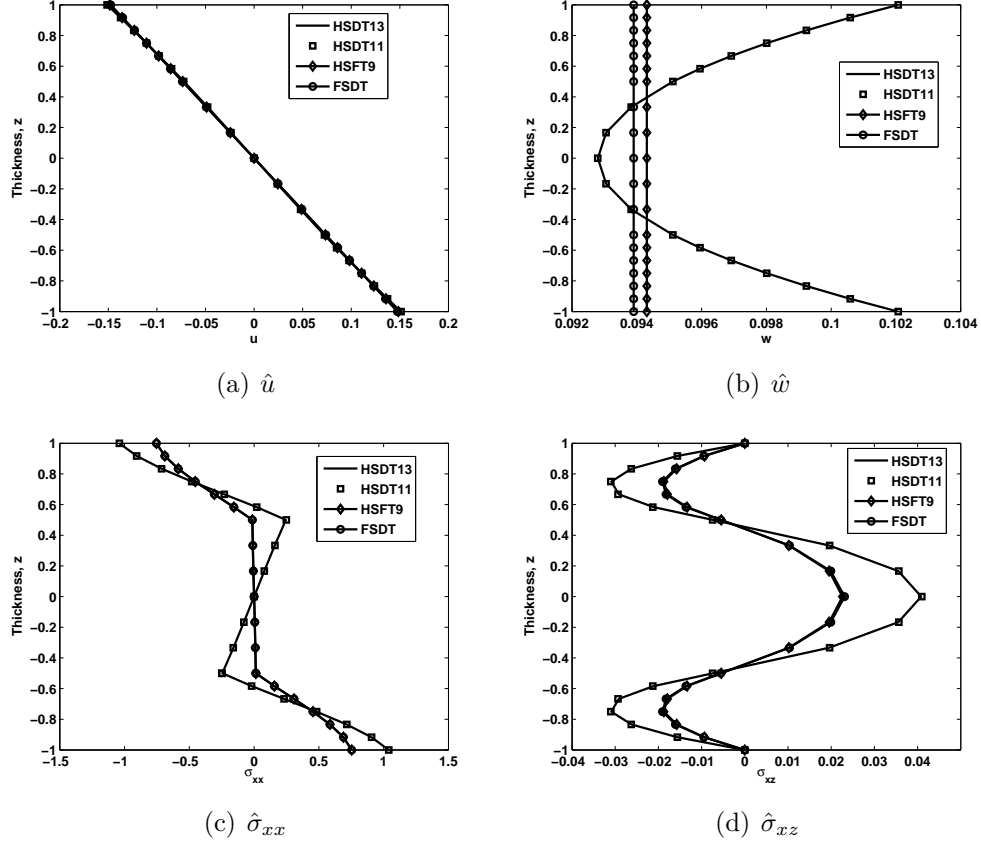 1
0.8
0.6
0.4
0.2
0
−0.2
−0.4
−0.6
−0.8
−1
−0.2
−0.15
−0.1
−0.05
0
0.05
0.1
0.15
0.2
Thickness, z
u
HSDT13
HSDT11
HSFT9
FSDT
(a) û
1
0.8
0.6
0.4
0.2
0
−0.2
−0.4
−0.6
−0.8
−1
0.092
0.094
0.096
0.098
0.1
0.102
0.104
Thickness, z
w
HSDT13
HSDT11
HSFT9
FSDT
(b) ŵ
1
0.8
0.6
0.4
0.2
0
−0.2
−0.4
−0.6
−0.8
−1
−1.5
−1
−0.5
0
0.5
1
1.5
Thickness, z
σxx
HSDT13
HSDT11
HSFT9
FSDT
(c) σ̂xx
1
0.8
0.6
0.4
0.2
0
−0.2
−0.4
−0.6
−0.8
−1
−0.04
−0.03
−0.02
−0.01
0
0.01
0.02
0.03
0.04
Thickness, z
σxz
HSDT13
HSDT11
HSFT9
FSDT
(d) σ̂xz